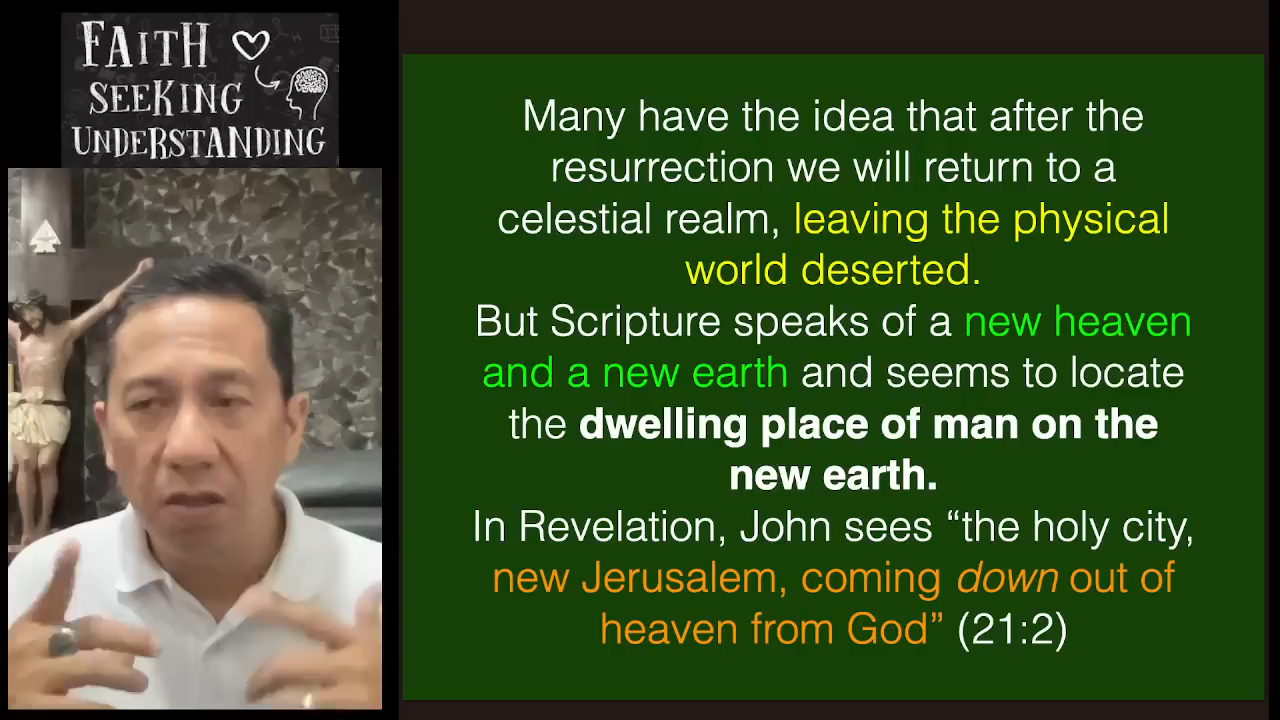 FAITH
SEEKING
UNDERSTANDING
Many have the idea that after the
resurrection we will return to a
celestial realm, leaving the physical
world deserted.
But Scripture speaks of a new heaven
and a new earth and seems to locate
the dwelling place of man on the
new earth.
In Revelation, John sees “the holy city,
new Jerusalem, coming down out of
heaven from God” (21:2)